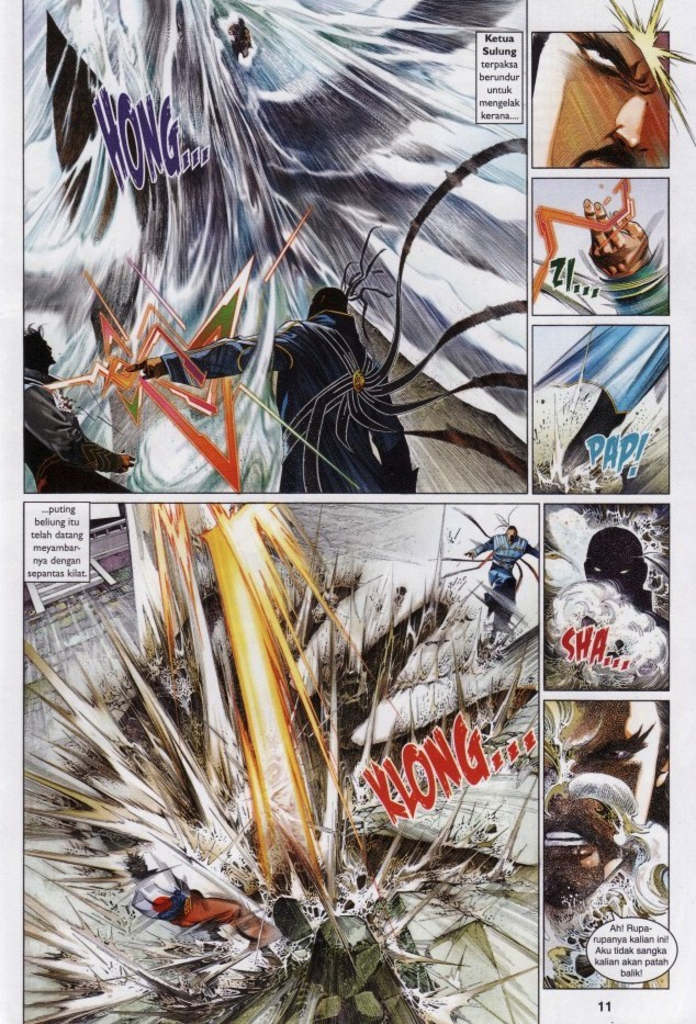 HONG...
Ketua
Sulung
terpaksa
berundur
untuk
mengelak
kerana....
ZI...
PAP!
...puting
beliung itu
telah datang
meyambar-
nya dengan
sepantas kilat.
KLONG...
SHA...
Ah! Rupa-
rupanya kalian ini!
Aku tidak sangka
kalian akan patah
balik!
11